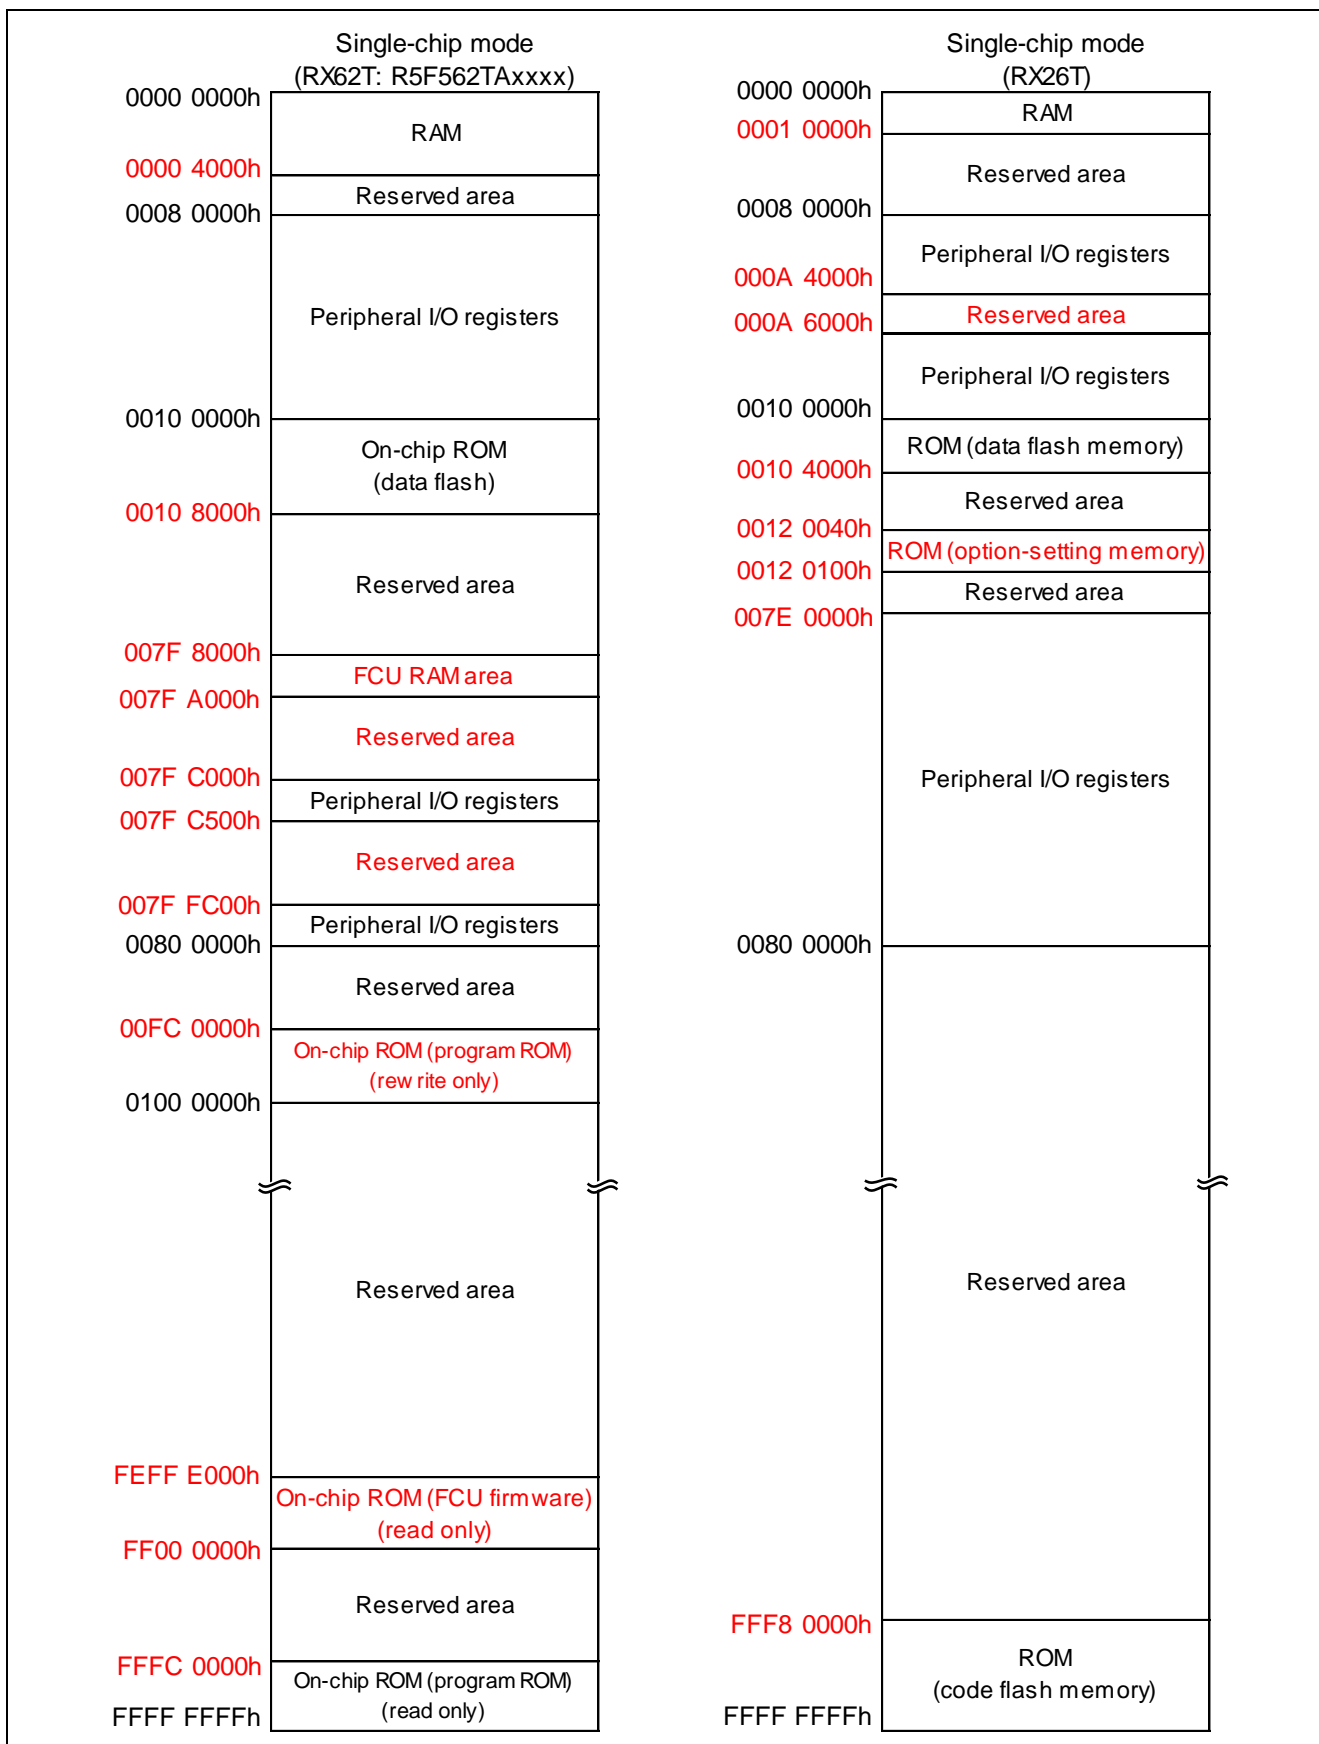 Single-chip mode
(RX62T: R5F562TAxxxx)
0000 0000h
RAM
0000 4000h
Reserved area
0008 0000h
Peripheral I/O registers
0010 0000h
On-chip ROM
(data flash)
0010 8000h
Reserved area
007F 8000h
FCU RAM area
007F A000h
Reserved area
007F C000h
Peripheral I/O registers
007F C500h
Reserved area
007F FC00h
Peripheral I/O registers
0080 0000h
Reserved area
00FC 0000h
On-chip ROM (program ROM)
(rewrite only)
0100 0000h
Reserved area
FEFF E000h
On-chip ROM (FCU firmware)
(read only)
FF00 0000h
Reserved area
FFFC 0000h
On-chip ROM (program ROM)
(read only)
FFFF FFFFh
Single-chip mode
(RX26T)
0000 0000h
RAM
0001 0000h
Reserved area
0008 0000h
Peripheral I/O registers
000A 4000h
Reserved area
000A 6000h
Peripheral I/O registers
0010 0000h
ROM (data flash memory)
0010 4000h
Reserved area
0012 0040h
ROM (option-setting memory)
0012 0100h
Reserved area
007E 0000h
Peripheral I/O registers
0080 0000h
Reserved area
FFF8 0000h
ROM
(code flash memory)
FFFF FFFFh